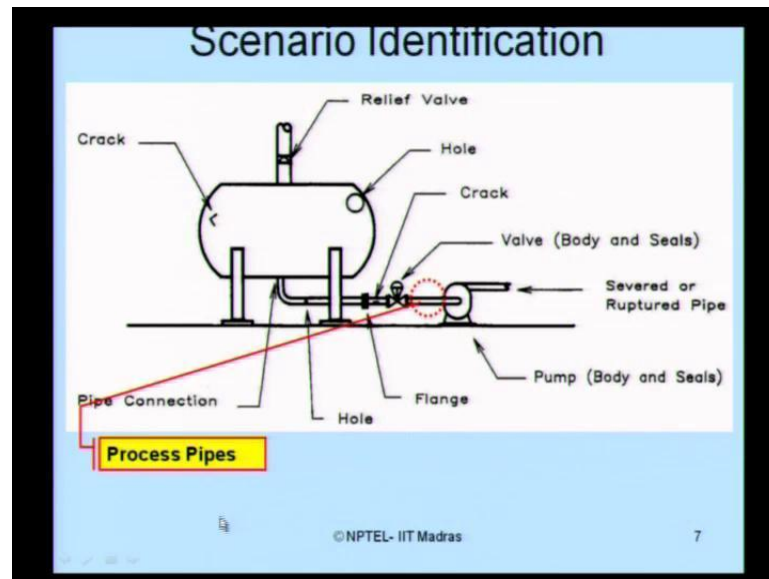 Scenario Identification
Relief Valve
Crack
Hole
Crack
Valve (Body and Seals)
Severed or
Ruptured Pipe
Pump (Body and Seals)
Pipe Connection
Flange
Hole
Process Pipes
©NPTEL- IIT Madras
7